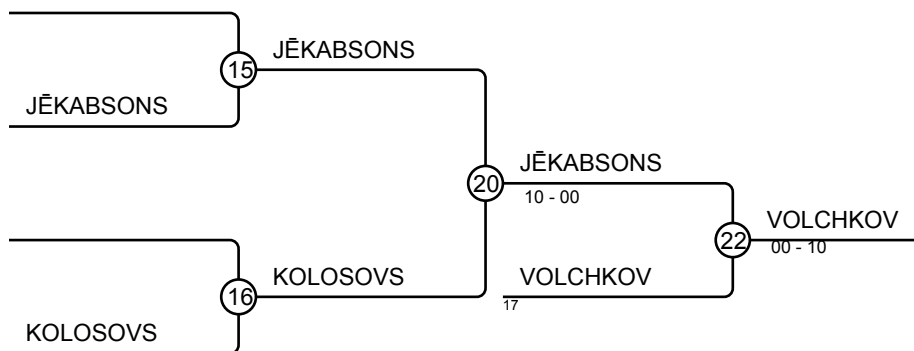 JĒKABSONS
15
JĒKABSONS
JĒKABSONS
20
10 - 00
VOLCHKOV
22
00 - 10
KOLOSOVS
VOLCHKOV
16
17
KOLOSOVS